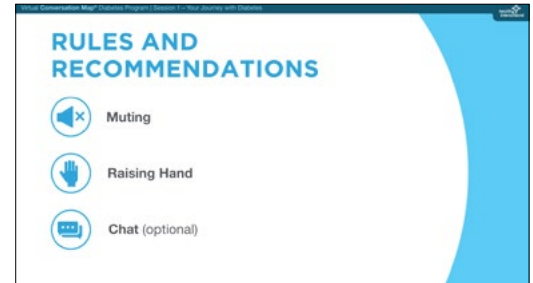 Virtual Conversation Map® Diabetes Program | Session 1 – Your Journey with Diabetes
RULES AND
RECOMMENDATIONS
Muting
Raising Hand
Chat (optional)